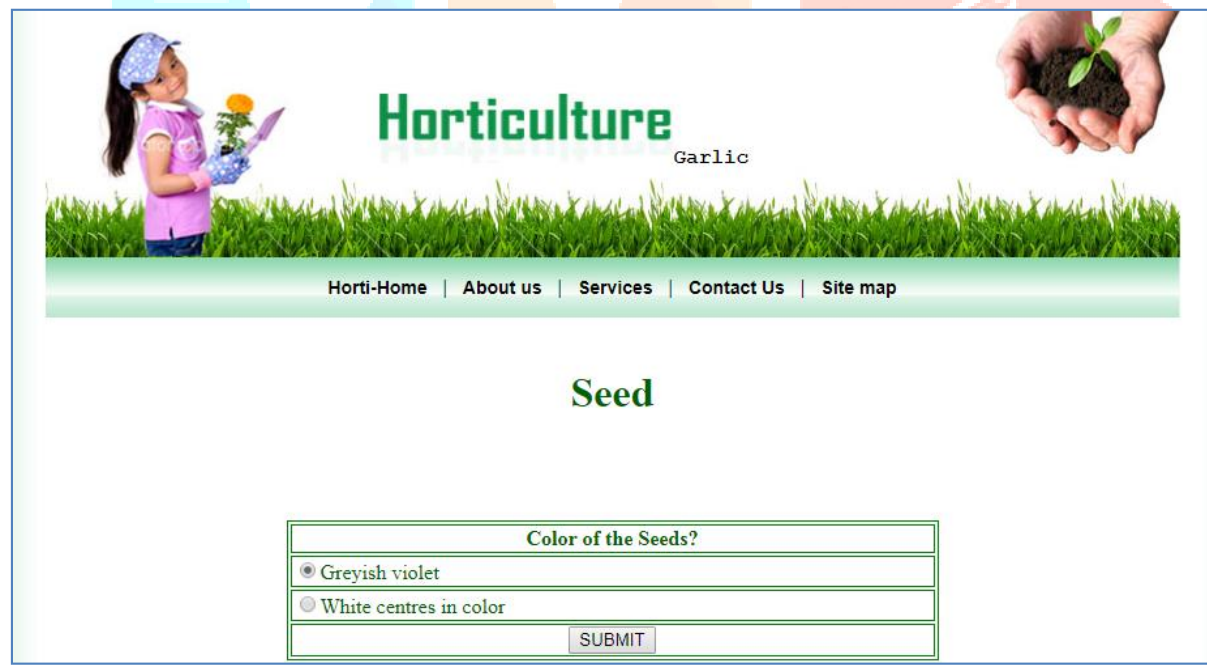 Horticulture
Garlic
Horti-Home | About us | Services | Contact Us | Site map
Seed
Color of the Seeds?
Greyish violet
White centres in color
SUBMIT